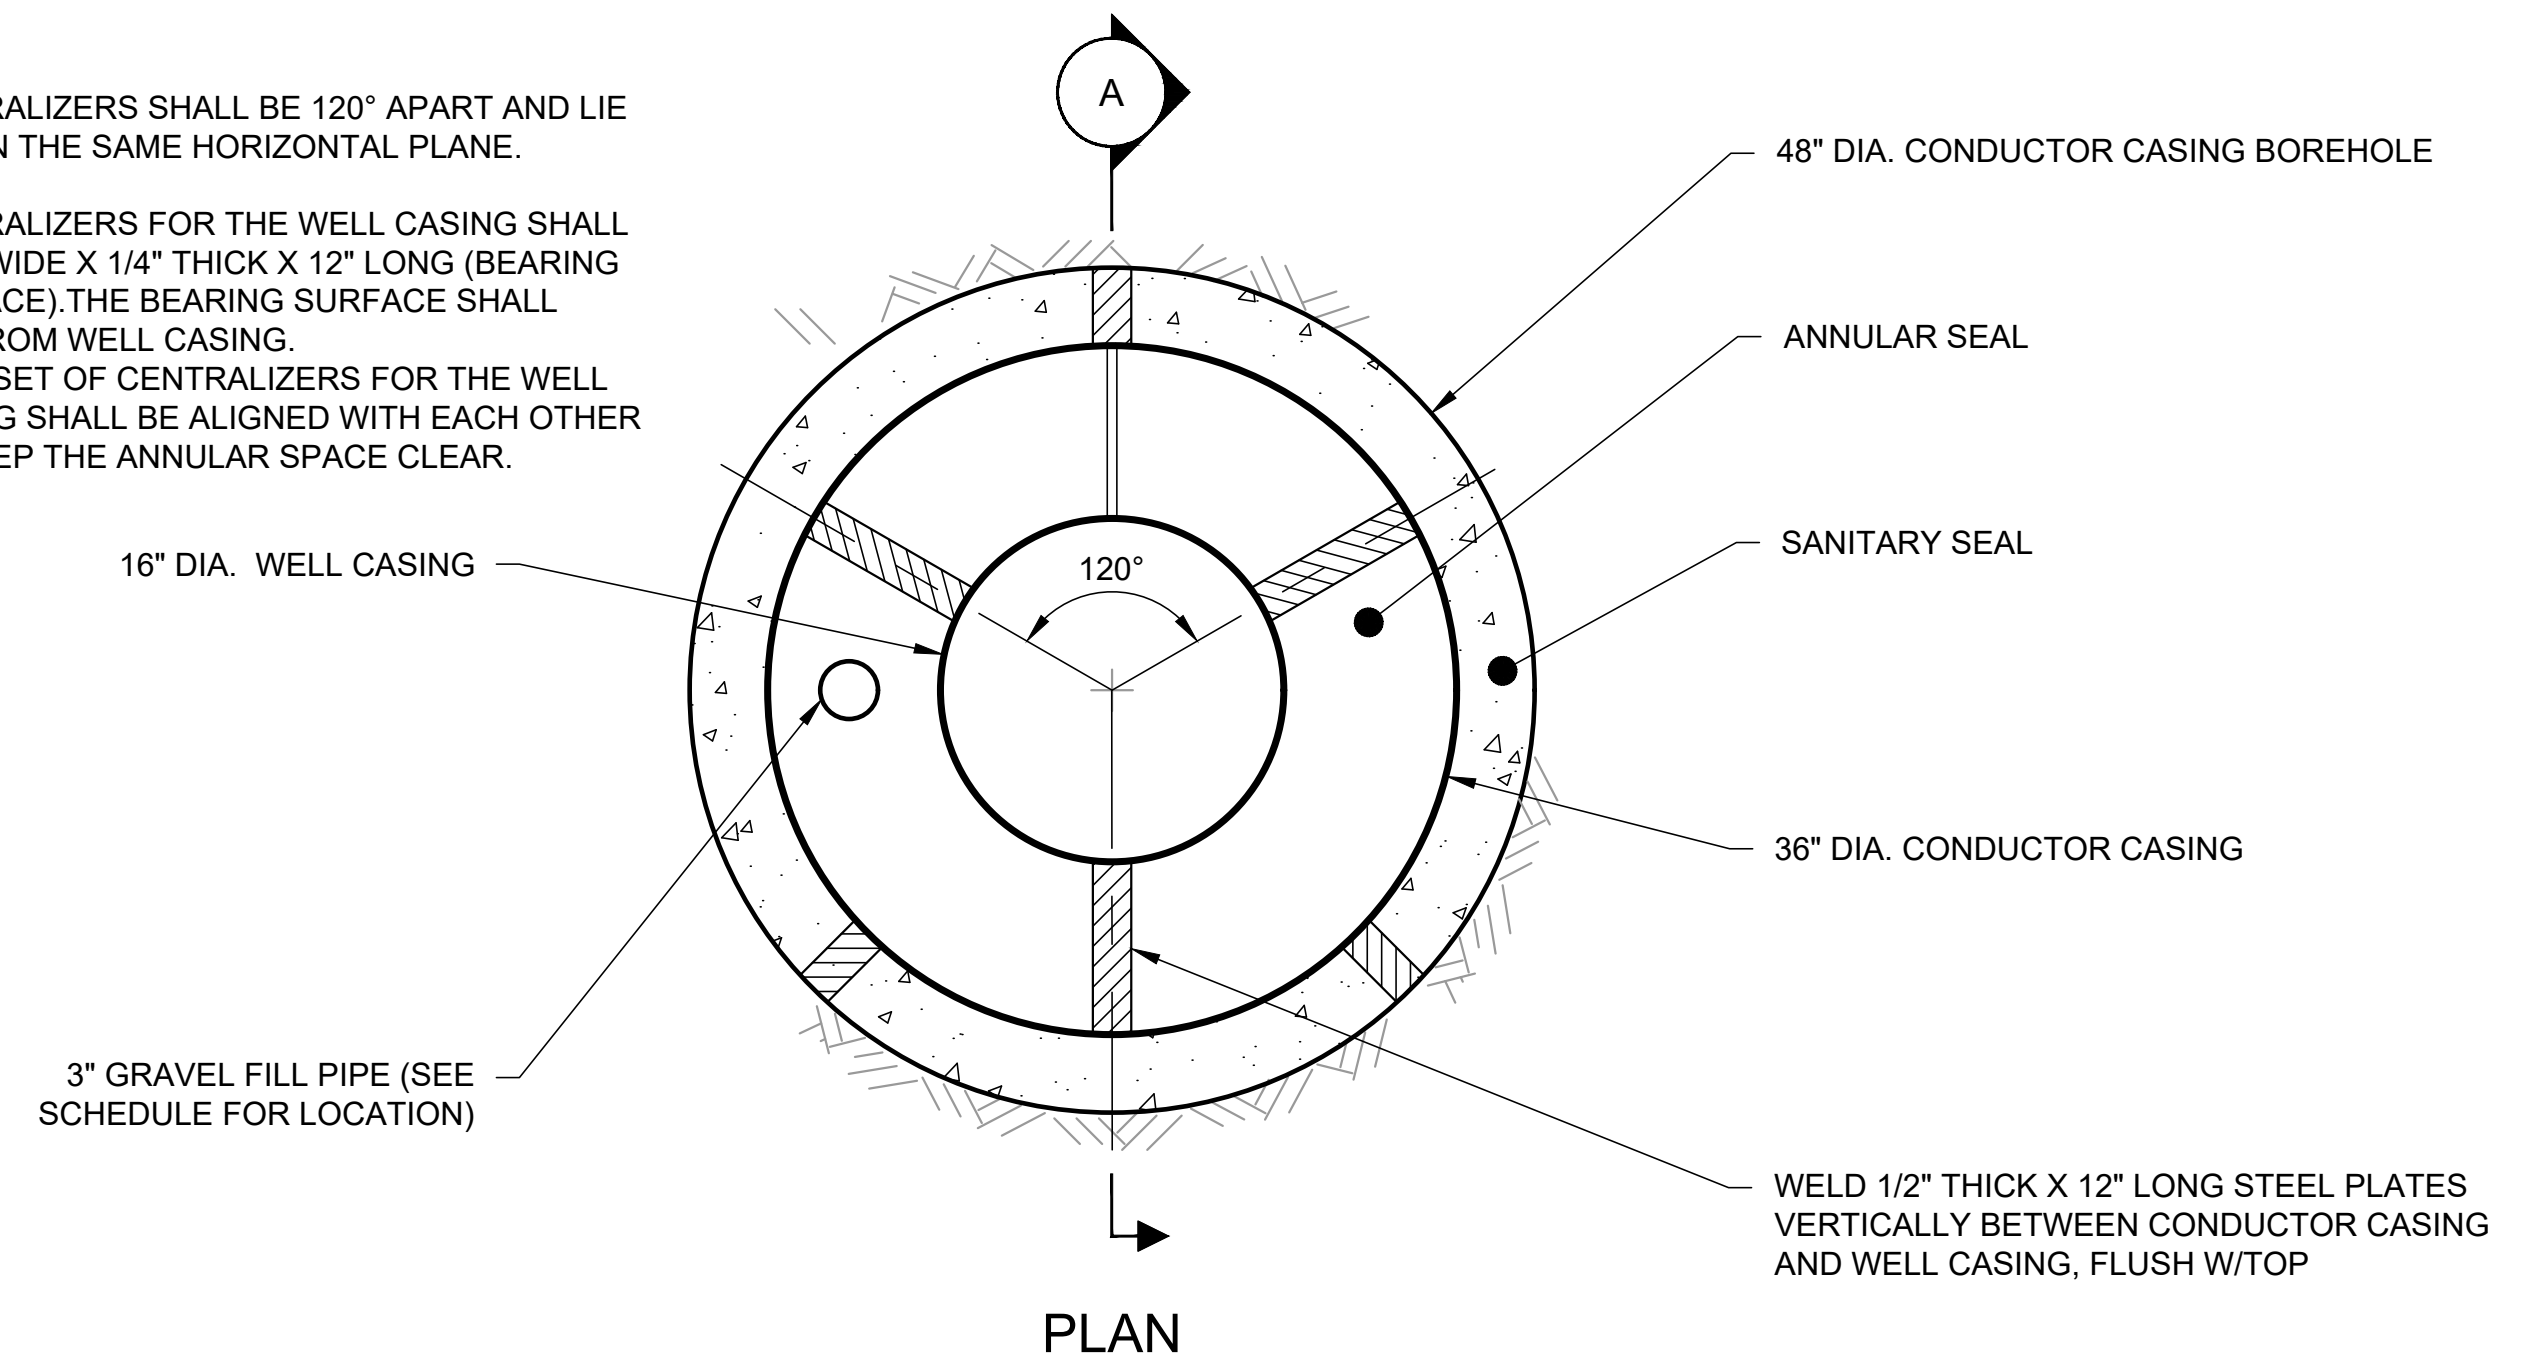 A
RALIZERS SHALL BE 120° APART AND LIE
N THE SAME HORIZONTAL PLANE.
RALIZERS FOR THE WELL CASING SHALL
WIDE X 1/4" THICK X 12" LONG (BEARING
ACE).THE BEARING SURFACE SHALL
ROM WELL CASING.
SET OF CENTRALIZERS FOR THE WELL
G SHALL BE ALIGNED WITH EACH OTHER
EP THE ANNULAR SPACE CLEAR.
48" DIA. CONDUCTOR CASING BOREHOLE
ANNULAR SEAL
SANITARY SEAL
16" DIA.  WELL CASING
120°
36" DIA. CONDUCTOR CASING
3" GRAVEL FILL PIPE (SEE
SCHEDULE FOR LOCATION)
WELD 1/2" THICK X 12" LONG STEEL PLATES
VERTICALLY BETWEEN CONDUCTOR CASING
AND WELL CASING, FLUSH W/TOP
PLAN